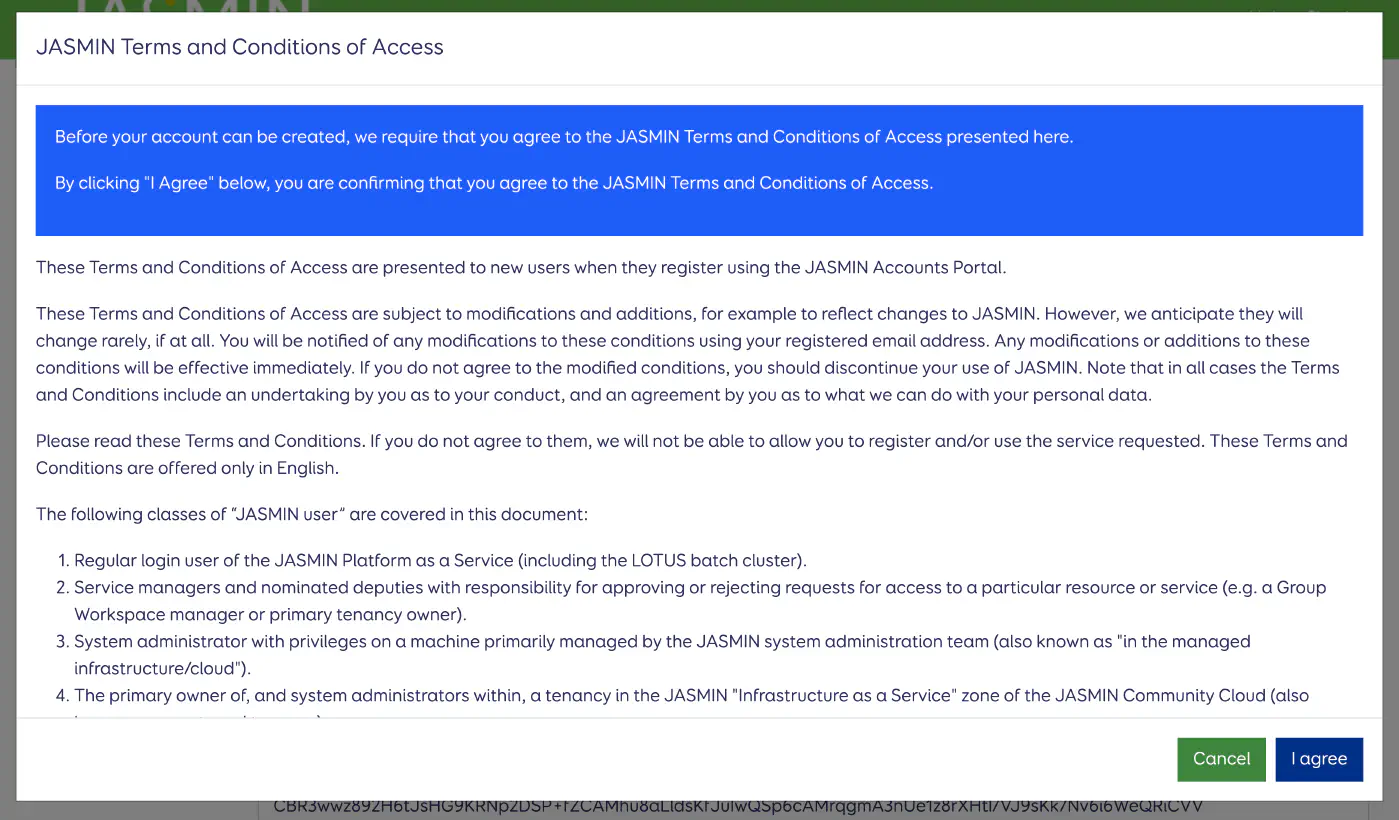 JASMIN
JASMIN Terms and Conditions of Access
Before your account can be created, we require that you agree to the JASMIN Terms and Conditions of Access presented here.
By clicking "I Agree" below, you are confirming that you agree to the JASMIN Terms and Conditions of Access.
These Terms and Conditions of Access are presented to new users when they register using the JASMIN Accounts Portal.
These Terms and Conditions of Access are subject to modifications and additions, for example to reflect changes to JASMIN. However, we anticipate they will
change rarely, if at all. You will be notified of any modifications to these conditions using your registered email address. Any modifications or additions to these
conditions will be effective immediately. If you do not agree to the modified conditions, you should discontinue your use of JASMIN. Note that in all cases the Terms
and Conditions include an undertaking by you as to your conduct, and an agreement by you as to what we can do with your personal data.
Please read these Terms and Conditions. If you do not agree to them, we will not be able to allow you to register and/or use the service requested. These Terms and
Conditions are offered only in English.
The following classes of “JASMIN user” are covered in this document:
1. Regular login user of the JASMIN Platform as a Service (including the LOTUS batch cluster).
2. Service managers and nominated deputies with responsibility for approving or rejecting requests for access to a particular resource or service (e.g. a Group
Workspace manager or primary tenancy owner).
3. System administrator with privileges on a machine primarily managed by the JASMIN system administration team (also known as "in the managed
infrastructure/cloud").
4. The primary owner of, and system administrators within, a tenancy in the JASMIN "Infrastructure as a Service" zone of the JASMIN Community Cloud (also
Cancel
I agree